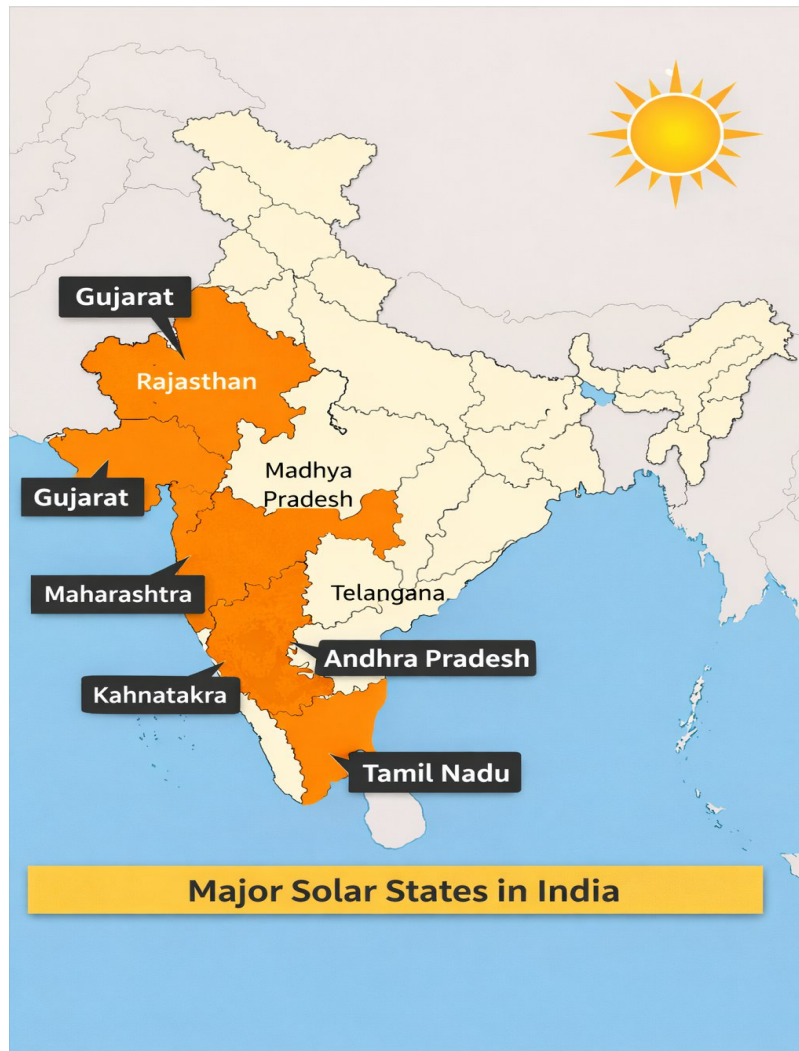 Gujarat
Rajasthan
Madhya
Pradesh
Gujarat
Maharashtra
Telangana
Andhra Pradesh
Kahnatakra
Tamil Nadu
Major Solar States in India